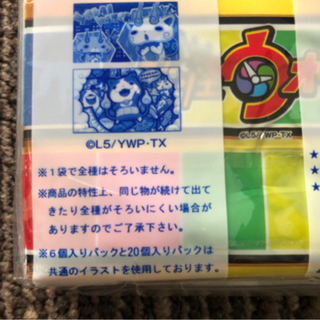 ©L5/YWP・TX
©L5/YWP・TX
※1袋で全種はそろいません。
※商品の特性上、同じ物が続けて出て
きたり全種がそろいにくい場合が
ありますのでご了承下さい。
※6個入りパックと20個入りパックは
共通のイラストを使用しております。